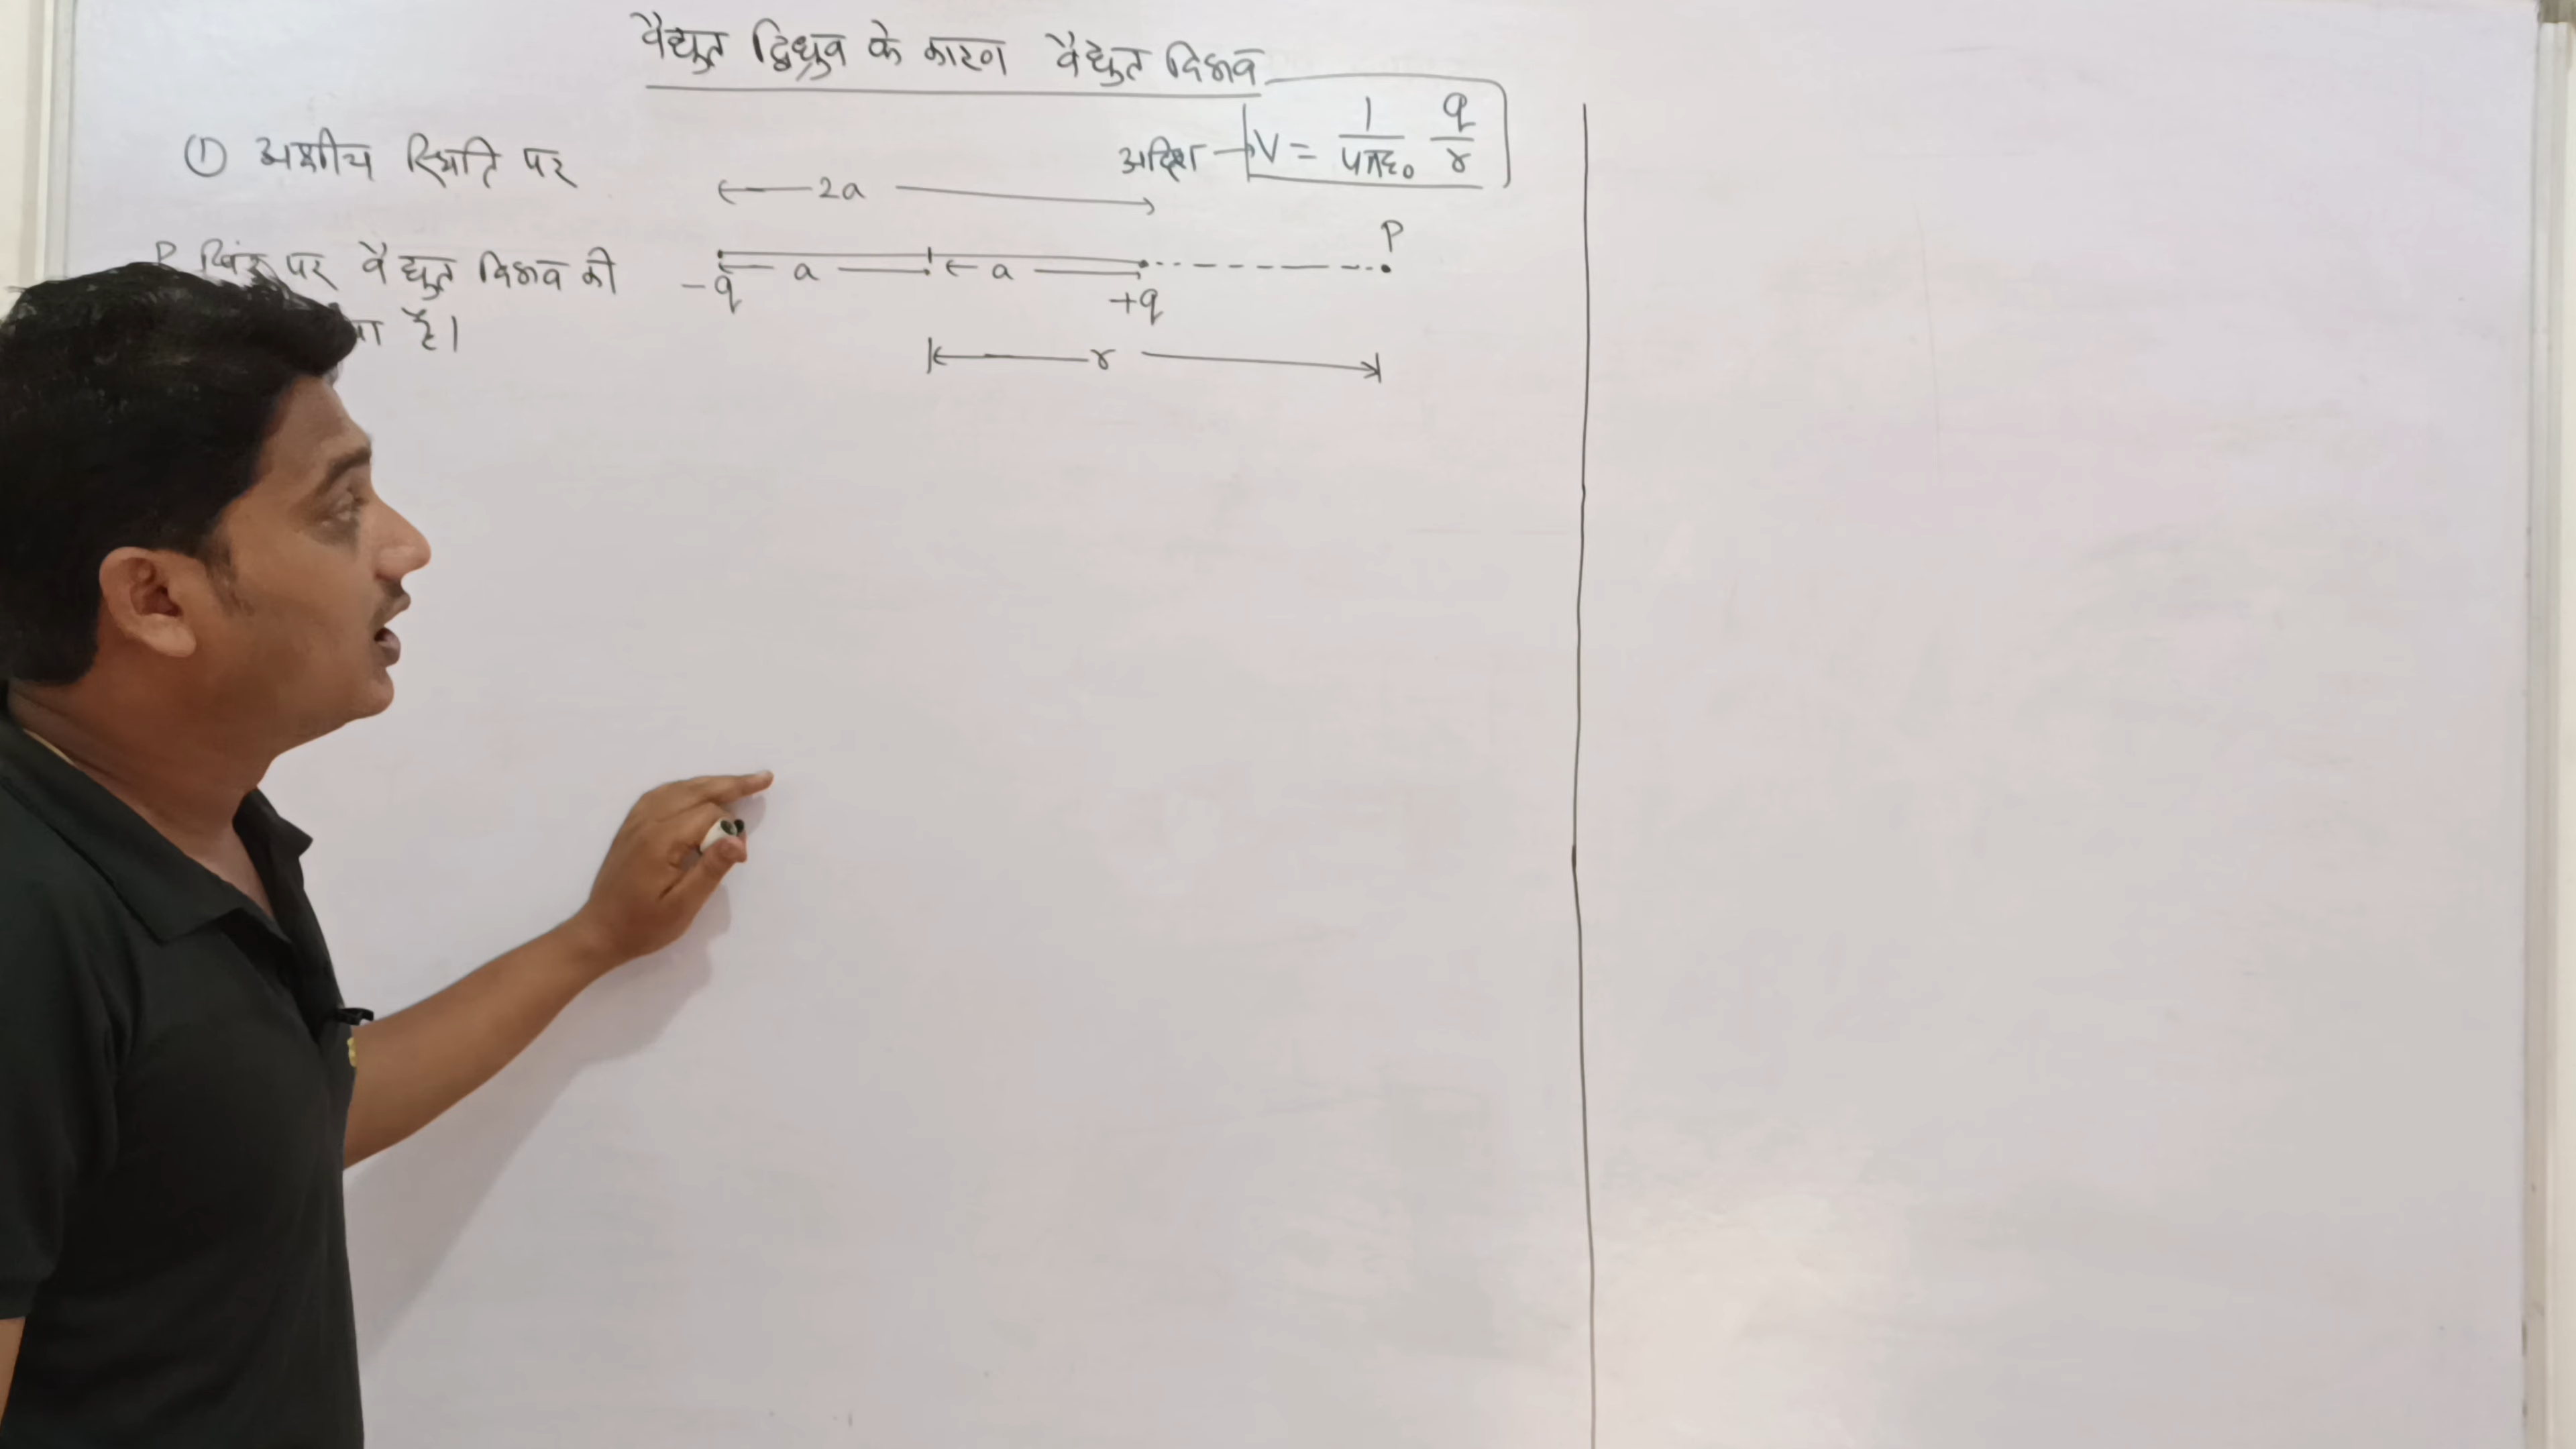 वैद्युत द्विध्रुव के कारण वैद्युत विभव
① अक्षीय स्थिति पर
अदिश → V = 1/4πε₀ q/r
← 2a →
P
P बिंदु पर वैद्युत विभव की
है।
← a → ← a →
-q +q
← r →